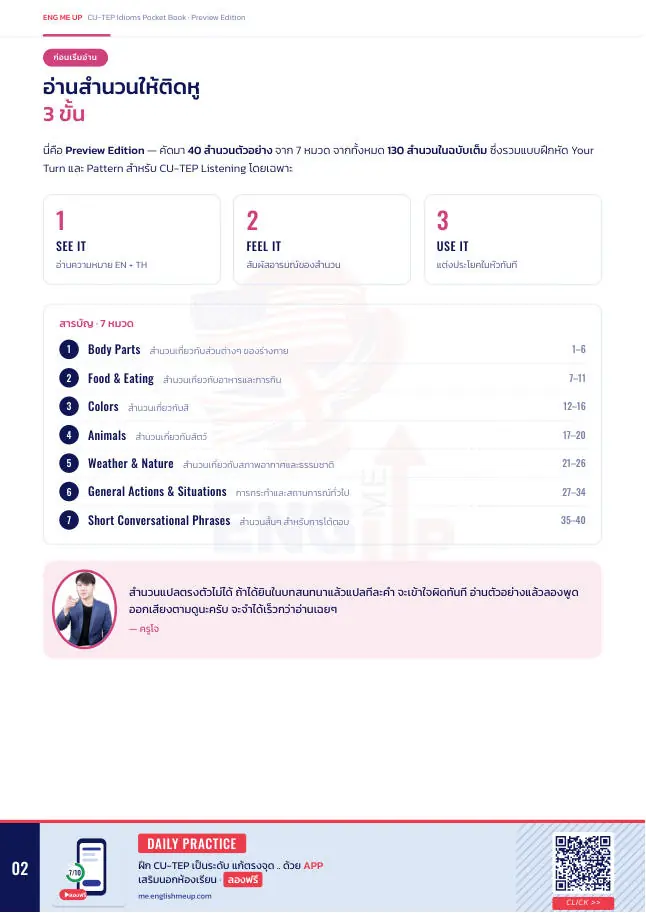 ENG ME UP CU-TEP Idioms Pocket Book · Preview Edition
ก่อนเริ่มอ่าน
อ่านสำนวนให้ติดหู
3 ขั้น
นี่คือ Preview Edition — คัดมา 40 สำนวนตัวอย่าง จาก 7 หมวด จากทั้งหมด 130 สำนวนในฉบับเต็ม ซึ่งรวมแบบฝึกหัด Your
Turn และ Pattern สำหรับ CU-TEP Listening โดยเฉพาะ
1
SEE IT
อ่านความหมาย EN + TH
2
FEEL IT
สัมผัสอารมณ์ของสำนวน
3
USE IT
แต่งประโยคในหัวทันที
สารบัญ · 7 หมวด
1 Body Parts สำนวนเกี่ยวกับส่วนต่างๆ ของร่างกาย 1–6
2 Food & Eating สำนวนเกี่ยวกับอาหารและการกิน 7–11
3 Colors สำนวนเกี่ยวกับสี 12–16
4 Animals สำนวนเกี่ยวกับสัตว์ 17–20
5 Weather & Nature สำนวนเกี่ยวกับสภาพอากาศและธรรมชาติ 21–26
6 General Actions & Situations การกระทำและสถานการณ์ทั่วไป 27–34
7 Short Conversational Phrases สำนวนสั้นๆ สำหรับการโต้ตอบ 35–40
ENG ME UP
สำนวนแปลตรงตัวไม่ได้ ถ้าได้ยินในบทสนทนาแล้วแปลทีละคำ จะเข้าใจผิดทันที อ่านตัวอย่างแล้วลองพูด
ออกเสียงตามดูนะครับ จะจำได้เร็วกว่าอ่านเฉยๆ
— ครูโจ
02
7/10
ลองฟรี
DAILY PRACTICE
ฝึก CU-TEP เป็นระดับ แก้ตรงจุด .. ด้วย APP
เสริมนอกห้องเรียน · ลองฟรี
me.englishmeup.com
CLICK >>